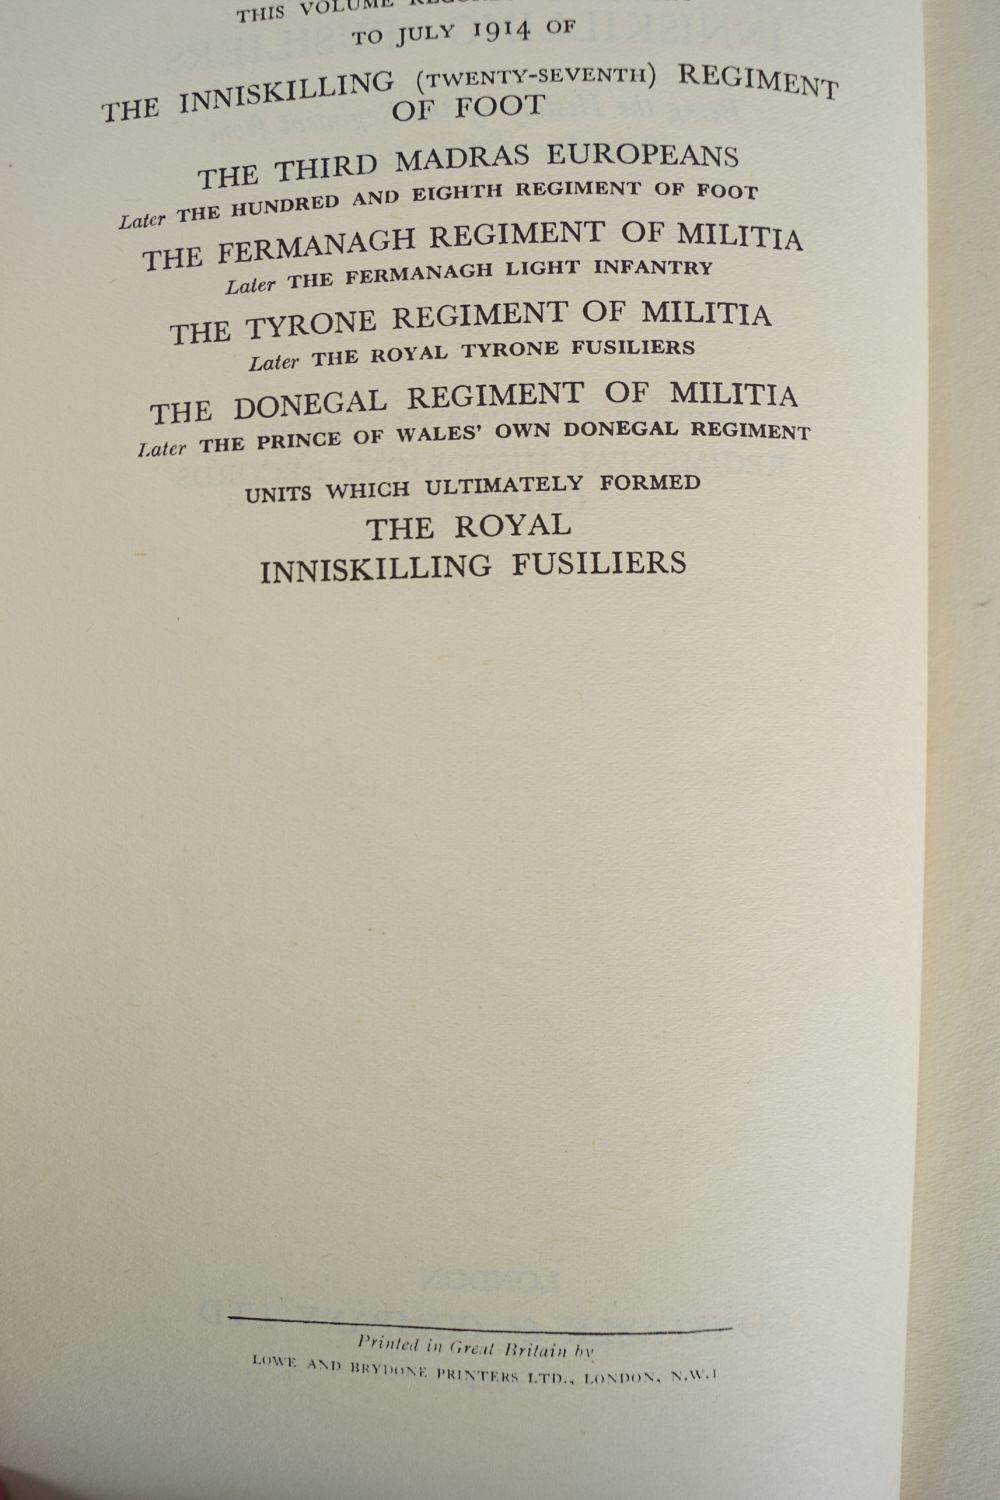 THIS VOLUME
TO JULY 1914 OF
THE INNISKILLING (TWENTY-SEVENTH) REGIMENT
OF FOOT
THE THIRD MADRAS EUROPEANS
Later THE HUNDRED AND EIGHTH REGIMENT OF FOOT
THE FERMANAGH REGIMENT OF MILITIA
Later THE FERMANAGH LIGHT INFANTRY
THE TYRONE REGIMENT OF MILITIA
Later THE ROYAL TYRONE FUSILIERS
THE DONEGAL REGIMENT OF MILITIA
Later THE PRINCE OF WALES' OWN DONEGAL REGIMENT
UNITS WHICH ULTIMATELY FORMED
THE ROYAL
INNISKILLING FUSILIERS
Printed in Great Britain by
LOWE AND BRYDONE PRINTERS LTD., LONDON, N.W.1